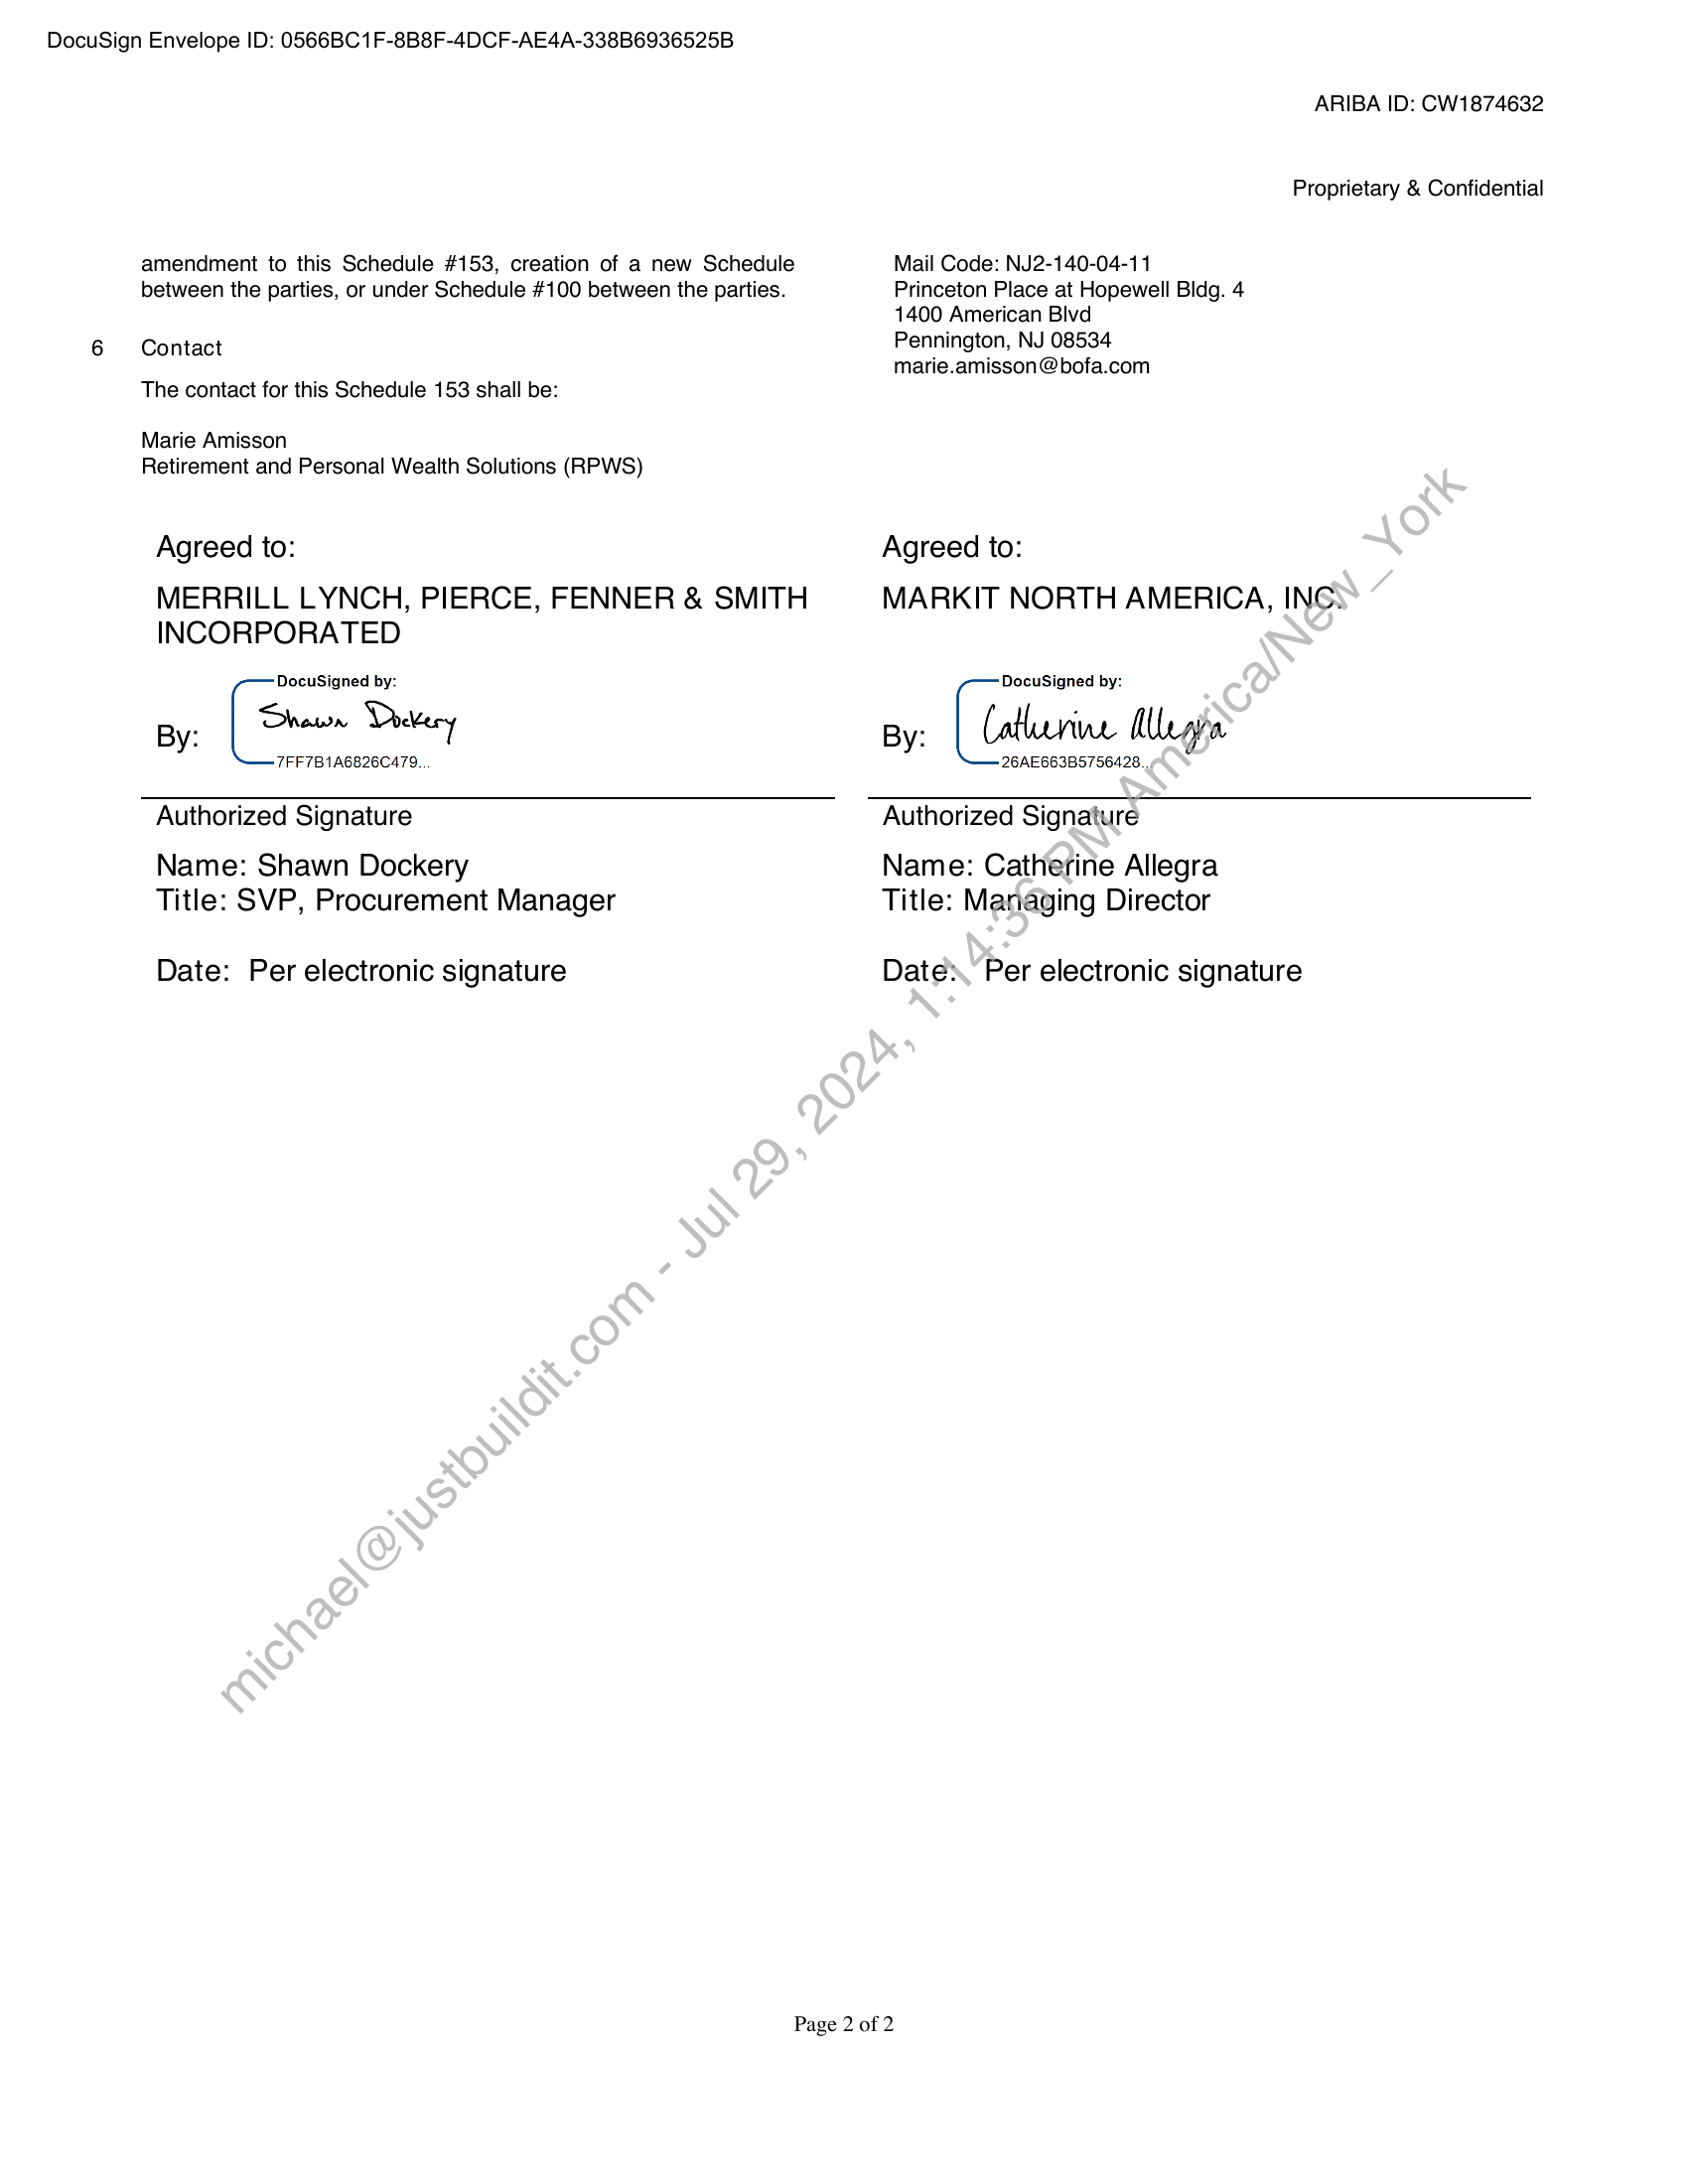 DocuSign Envelope ID: 0566BC1F-8B8F-4DCF-AE4A-338B6936525B
ARIBA ID: CW1874632
Proprietary & Confidential
amendment to this Schedule #153, creation of a new Schedule
between the parties, or under Schedule #100 between the parties.
6 Contact
The contact for this Schedule 153 shall be:
Marie Amisson
Retirement and Personal Wealth Solutions (RPWS)
Mail Code: NJ2-140-04-11
Princeton Place at Hopewell Bldg. 4
1400 American Blvd
Pennington, NJ 08534
marie.amisson@bofa.com
Agreed to:
MERRILL LYNCH, PIERCE, FENNER & SMITH
INCORPORATED
DocuSigned by:
Shawn Dockery
By:
7FF7B1A6826C479...
Authorized Signature
Name: Shawn Dockery
Title: SVP, Procurement Manager
Date: Per electronic signature
Agreed to:
MARKIT NORTH AMERICA, INC.
DocuSigned by:
Catherine Allegra
By:
26AE663B5756428...
Authorized Signature
Name: Catherine Allegra
Title: Managing Director
Date: Per electronic signature
michael@justbuildit.com - Jul 29, 2024, 1:14:36 PM America/New_York
Page 2 of 2